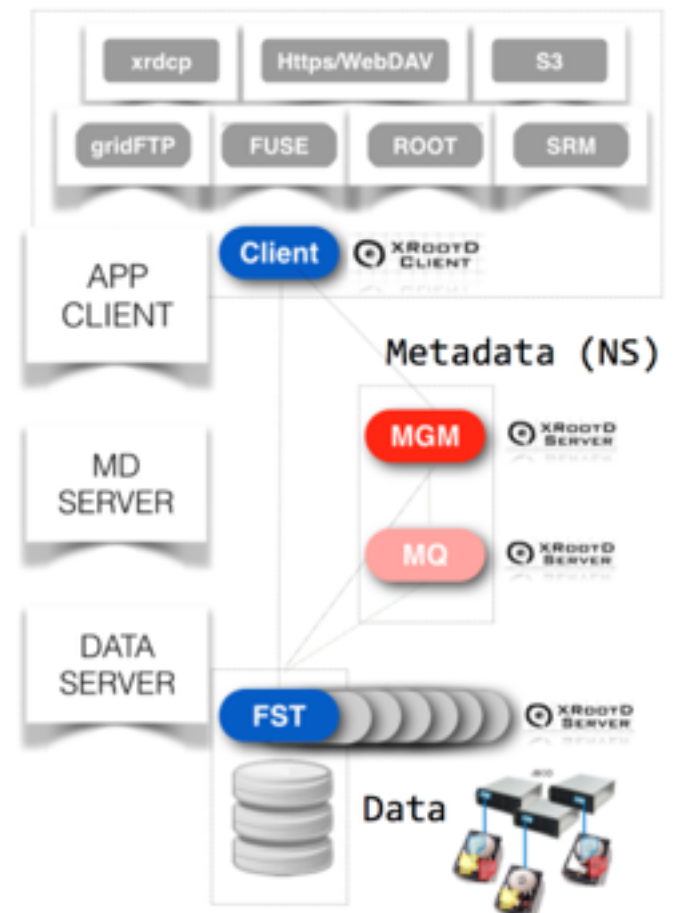 xrdcp
Https/WebDAV
S3
gridFTP
FUSE
ROOT
SRM
APP
CLIENT
Client
XROOTD
CLIENT
Metadata (NS)
MGM
XROOTD
SERVER
MD
SERVER
MQ
XROOTD
SERVER
DATA
SERVER
FST
XROOTD
SERVER
Data